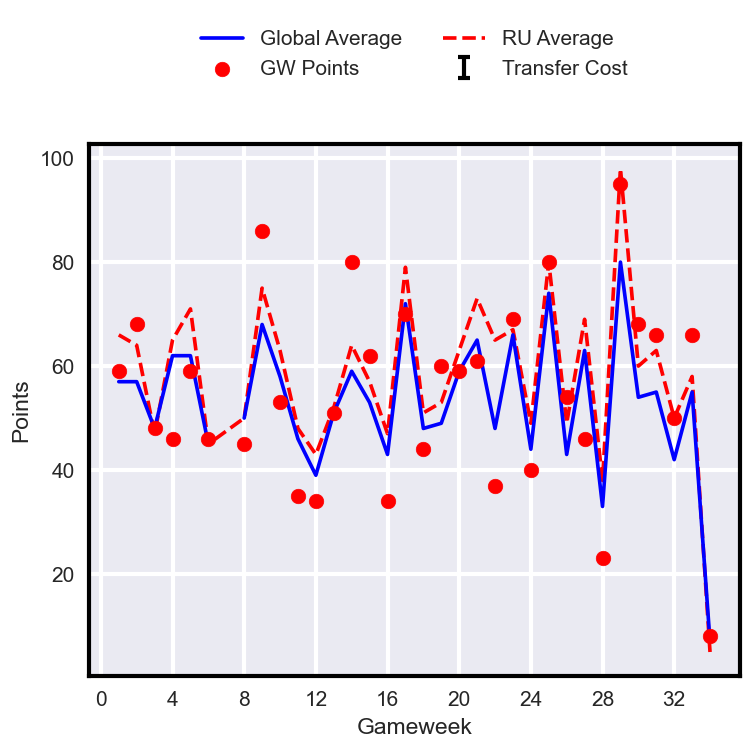 Global Average RU Average
GW Points Transfer Cost
100
80
60
40
20
Points
0 4 8 12 16 20 24 28 32
Gameweek